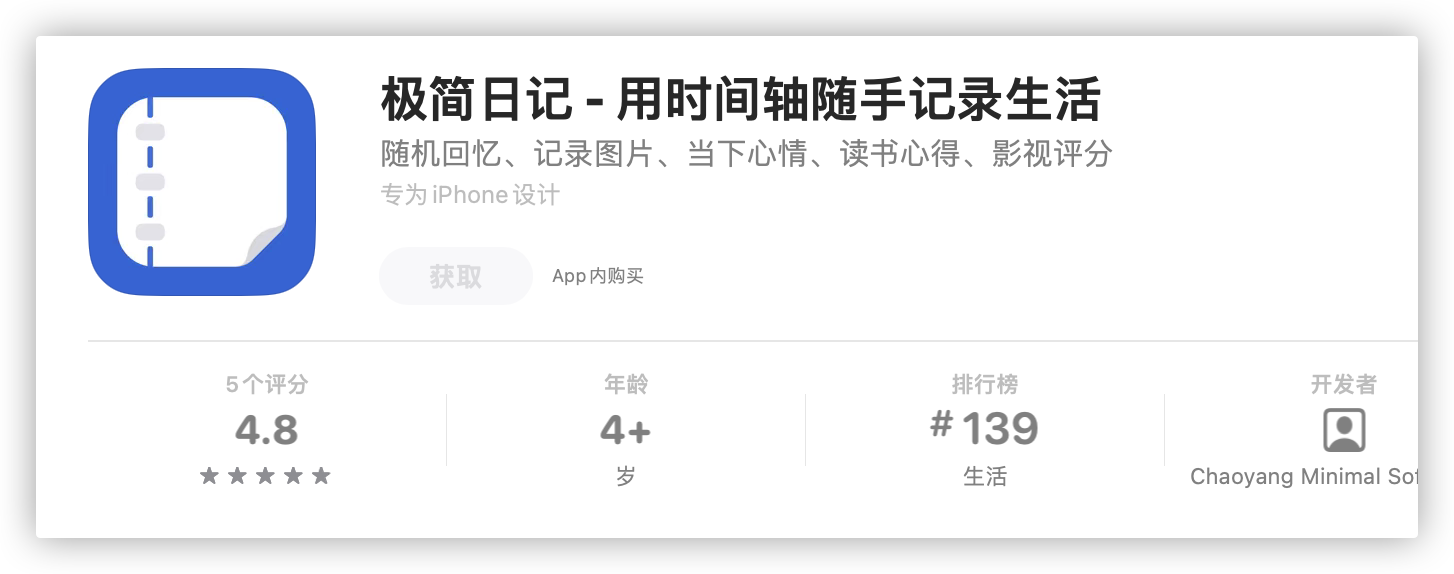 极简日记 - 用时间轴随手记录生活
随机回忆、记录图片、当下心情、读书心得、影视评分
专为 iPhone 设计
获取
App 内购买
5 个评分
4.8
年龄
4+
岁
排行榜
#139
生活
开发者
Chaoyang Minimal Sof